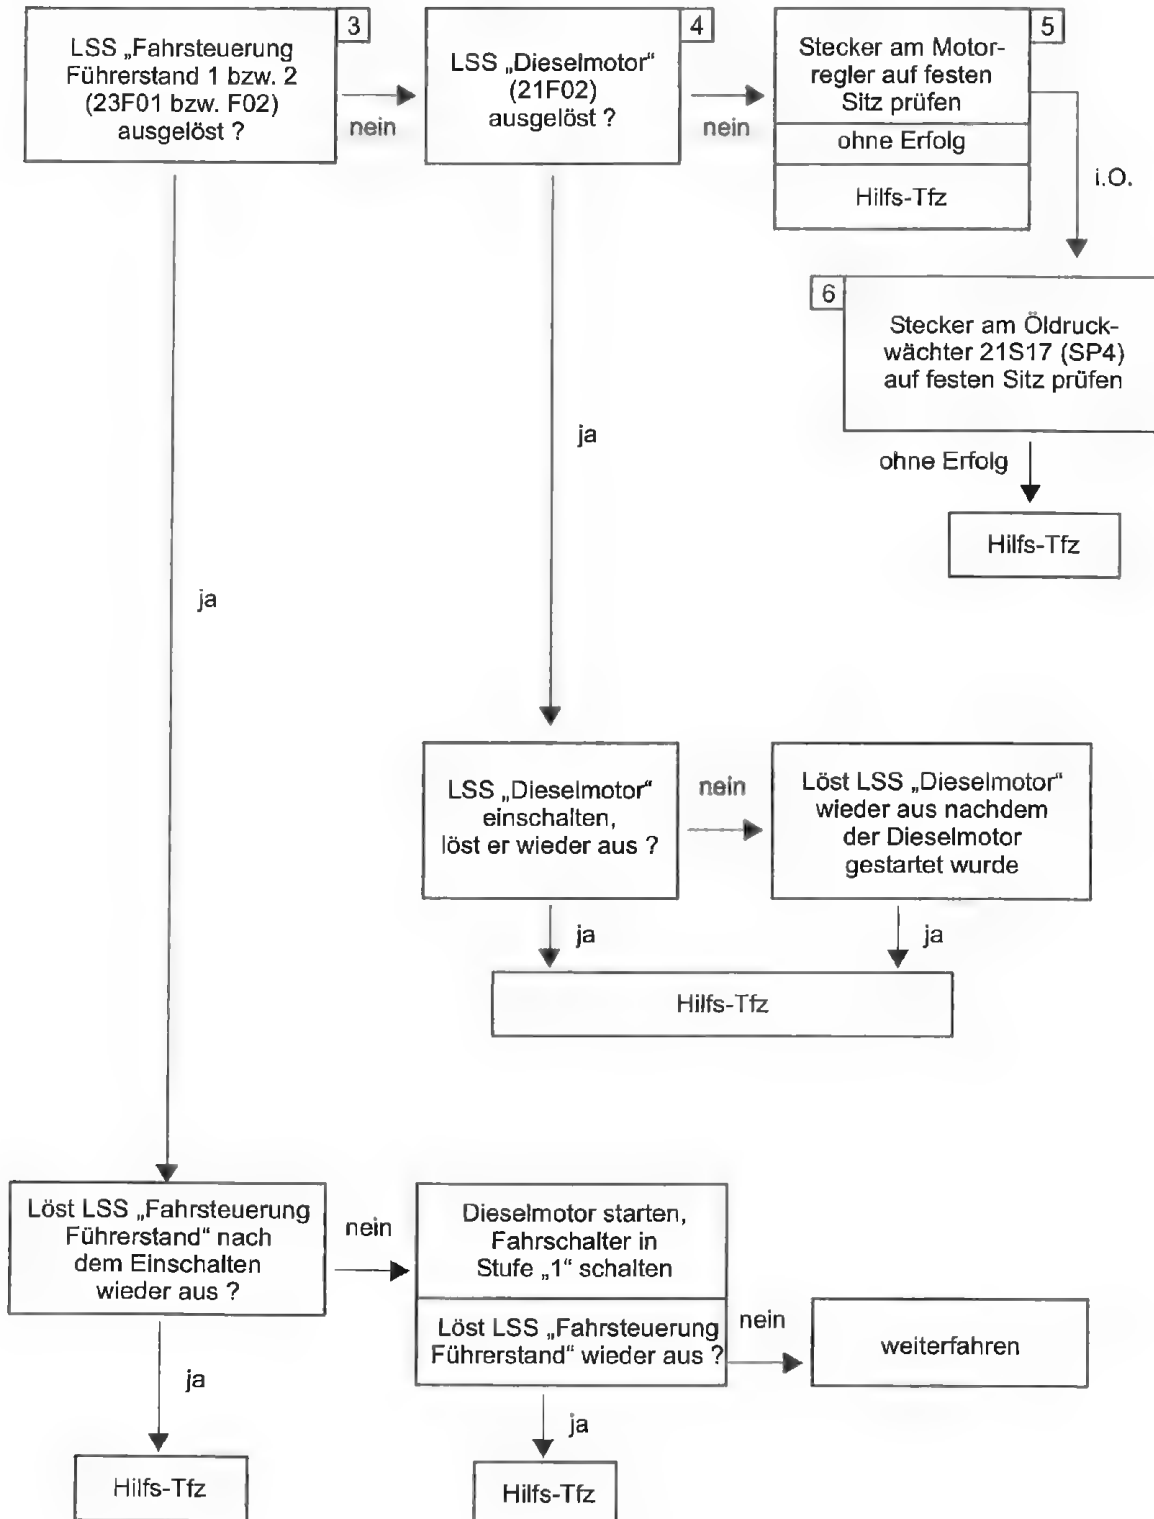 3
LSS „Fahrsteuerung
Führerstand 1 bzw. 2
(23F01 bzw. F02)
ausgelöst ?
nein
4
LSS „Dieselmotor“
(21F02)
ausgelöst ?
nein
5
Stecker am Motor-
regler auf festen
Sitz prüfen
ohne Erfolg
Hilfs-Tfz
i.O.
6
Stecker am Öldruck-
wächter 21S17 (SP4)
auf festen Sitz prüfen
ohne Erfolg
Hilfs-Tfz
ja
ja
LSS „Dieselmotor“
einschalten,
löst er wieder aus ?
nein
Löst LSS „Dieselmotor“
wieder aus nachdem
der Dieselmotor
gestartet wurde
ja
ja
Hilfs-Tfz
Löst LSS „Fahrsteuerung
Führerstand“ nach
dem Einschalten
wieder aus ?
nein
Dieselmotor starten,
Fahrschalter in
Stufe „1“ schalten
Löst LSS „Fahrsteuerung
Führerstand“ wieder aus ?
nein
weiterfahren
ja
ja
Hilfs-Tfz
Hilfs-Tfz